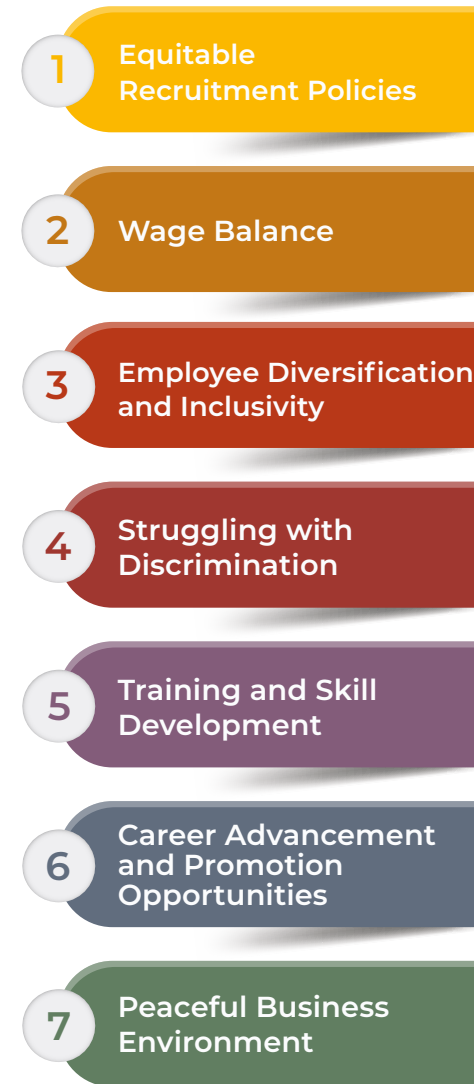 1
Equitable
Recruitment Policies
2
Wage Balance
3
Employee Diversification
and Inclusivity
4
Struggling with
Discrimination
5
Training and Skill
Development
6
Career Advancement
and Promotion
Opportunities
7
Peaceful Business
Environment